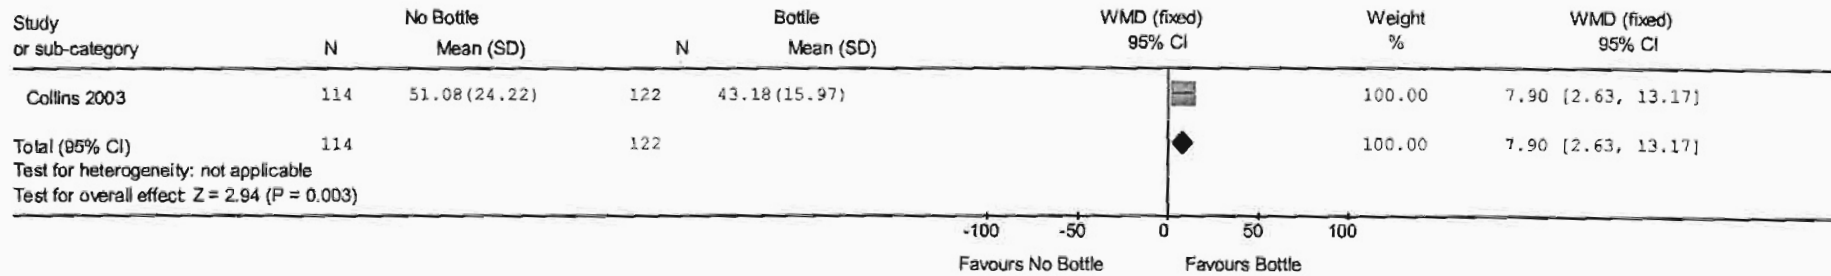 Study No Bottle Bottle WMD (fixed) Weight WMD (fixed)
or sub-category N Mean (SD) N Mean (SD) 95% CI % 95% CI
Collins 2003 114 51.08(24.22) 122 43.18(15.97) 100.00 7.90 [2.63, 13.17]
Total (95% CI) 114 122 100.00 7.90 [2.63, 13.17]
Test for heterogeneity: not applicable
Test for overall effect Z = 2.94 (P = 0.003)
-100 -50 0 50 100
Favours No Bottle Favours Bottle